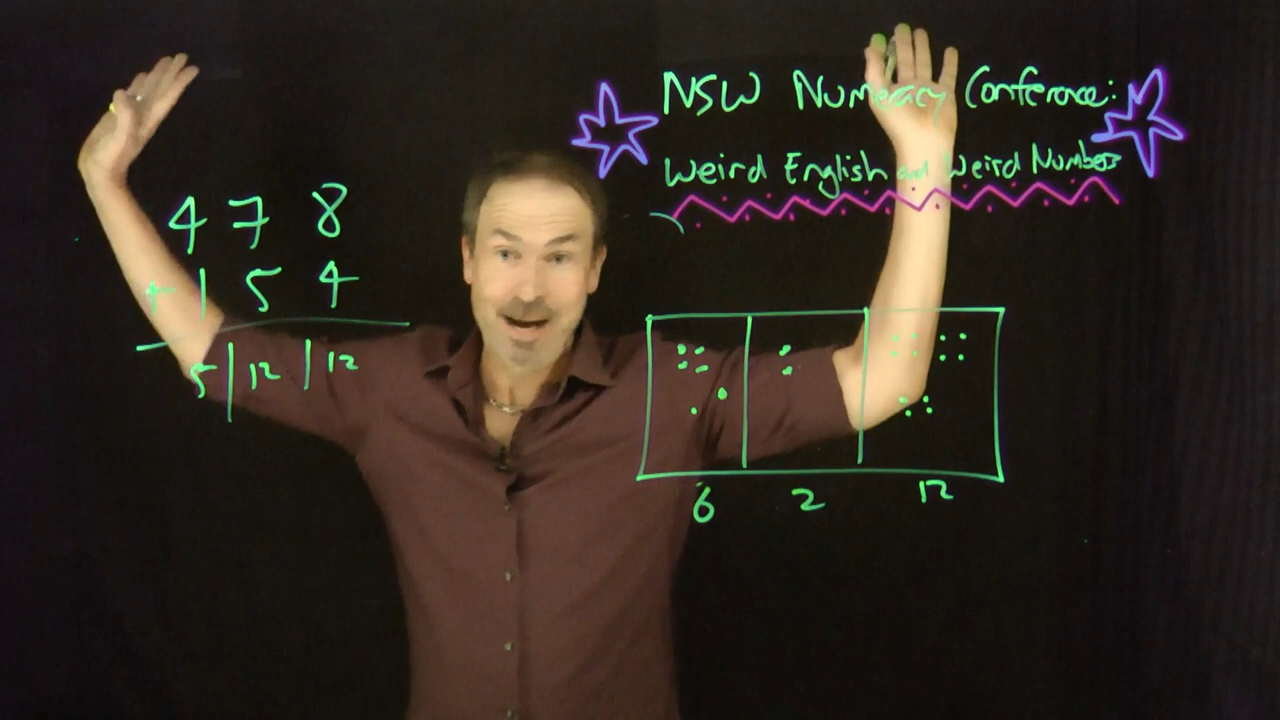 NSW Numeracy Conference:
Weird English and Weird Numbers
4 7 8
+ 1 5 4
5 | 12 | 12
6 2 12